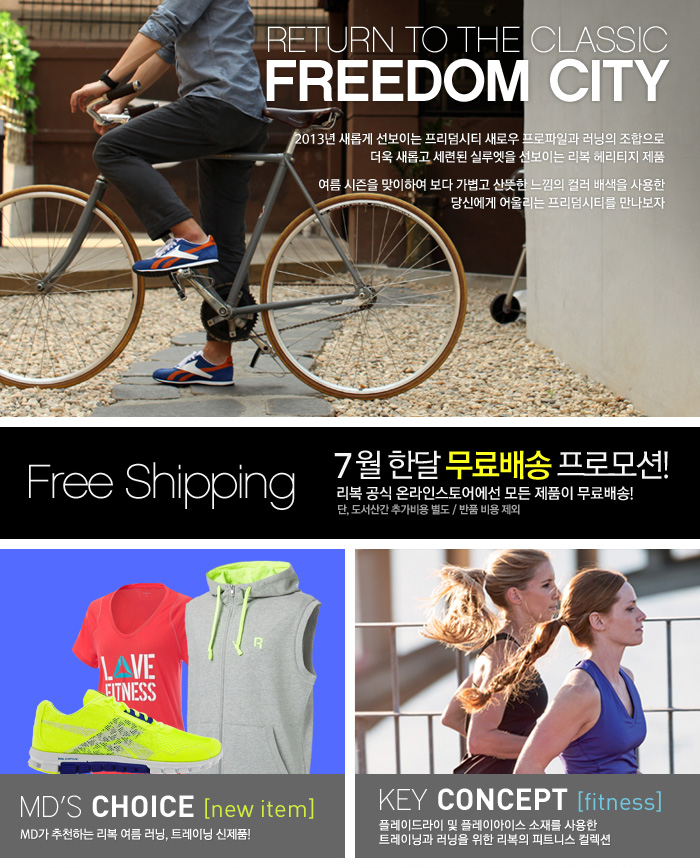 RETURN TO THE CLASSIC
FREEDOM CITY
2013년 새롭게 선보이는 프리덤시티 새로우 프로파일과 러닝의 조합으로
더욱 새롭고 세련된 실루엣을 선보이는 리복 헤리티지 제품
여름 시즌을 맞이하여 보다 가볍고 산뜻한 느낌의 컬러 배색을 사용한
당신에게 어울리는 프리덤시티를 만나보자
Free Shipping
7월 한달 무료배송 프로모션!
리복 공식 온라인스토어에선 모든 제품이 무료배송!
단, 도서산간 추가비용 별도 / 반품 비용 제외
LAVE
FITNESS
MD'S CHOICE [new item]
MD가 추천하는 리복 여름 러닝, 트레이닝 신제품!
KEY CONCEPT [fitness]
플레이드라이 및 플레이아이스 소재를 사용한
트레이닝과 러닝을 위한 리복의 피트니스 컬렉션